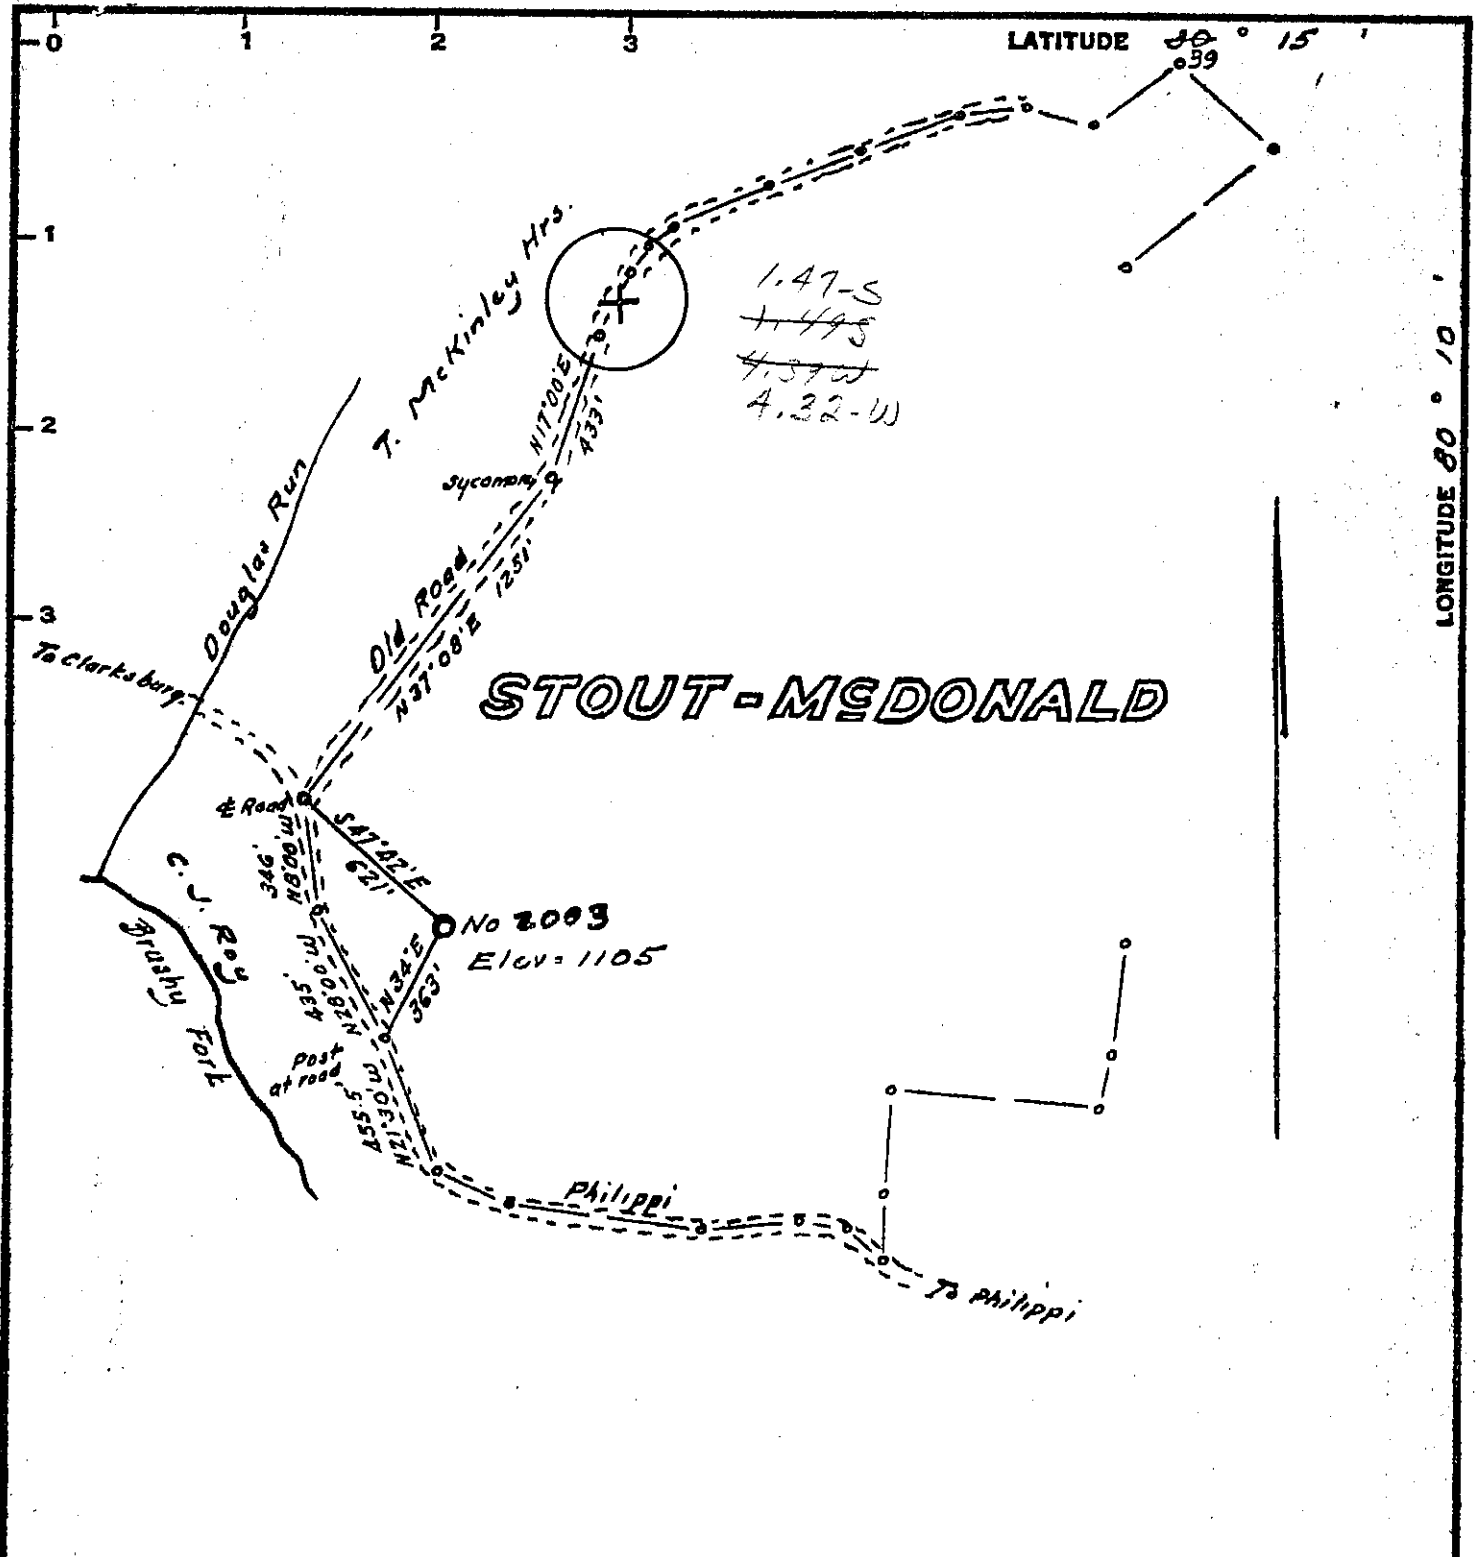 0 1 2 3 LATITUDE 30 ° 15 '
39
1
2
3
LONGITUDE 80 ° 10 '
T. McKinley Hrs.
1.47-S
1.49S
4.37W
4.32-W
N17°00'E
433'
Sycamore
Douglas Run
Old Road
N 37°08'E 1251'
To Clarksburg
STOUT-McDONALD
℄ Road
S47°42'E
621'
N8°00'W
346'
C. J. Roy
No 2003
Elev = 1105
N34°E
363'
N28°00'W
435'
Brushy Fork
Post
at road
N21°30'W
455.5'
Philippi
To Philippi